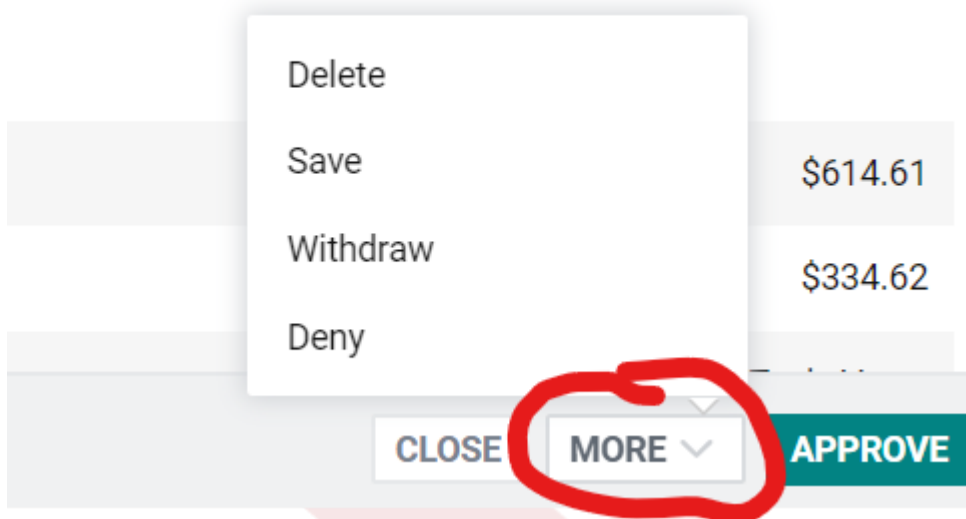 Delete
Save
$614.61
Withdraw
$334.62
Deny
CLOSE MORE APPROVE